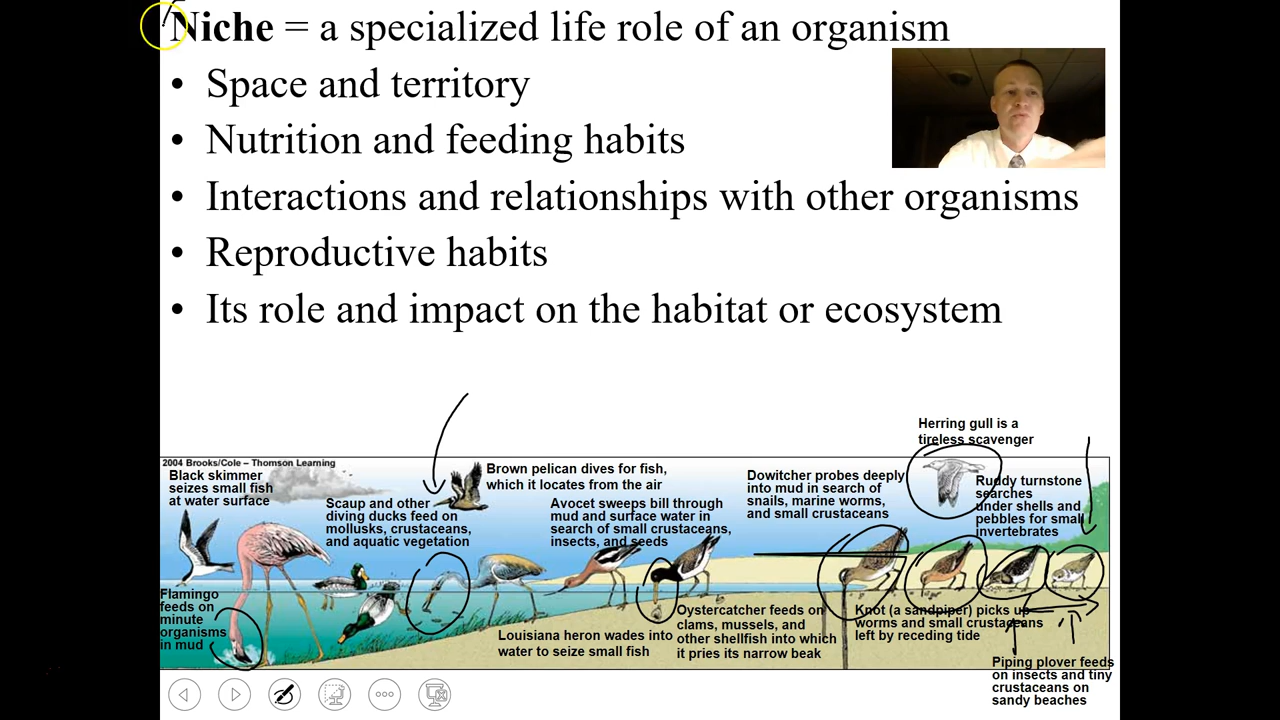 Niche = a specialized life role of an organism
• Space and territory
• Nutrition and feeding habits
• Interactions and relationships with other organisms
• Reproductive habits
• Its role and impact on the habitat or ecosystem
Herring gull is a
tireless scavenger
2004 Brooks/Cole – Thomson Learning
Black skimmer
seizes small fish
at water surface
Scaup and other
diving ducks feed on
mollusks, crustaceans,
and aquatic vegetation
Brown pelican dives for fish,
which it locates from the air
Avocet sweeps bill through
mud and surface water in
search of small crustaceans,
insects, and seeds
Dowitcher probes deeply
into mud in search of
snails, marine worms,
and small crustaceans
Ruddy turnstone
searches
under shells and
pebbles for small
invertebrates
Flamingo
feeds on
minute
organisms
in mud
Louisiana heron wades into
water to seize small fish
Oystercatcher feeds on
clams, mussels, and
other shellfish into which
it pries its narrow beak
Knot (a sandpiper) picks up
worms and small crustaceans
left by receding tide
Piping plover feeds
on insects and tiny
crustaceans on
sandy beaches